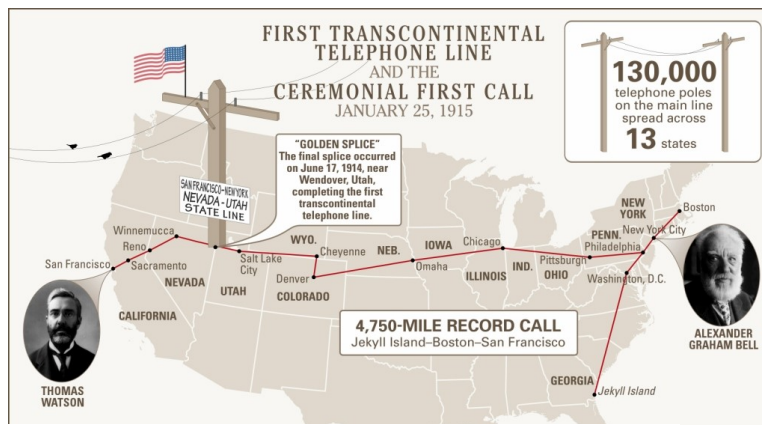 FIRST TRANSCONTINENTAL
TELEPHONE LINE
AND THE
CEREMONIAL FIRST CALL
JANUARY 25, 1915
130,000
telephone poles
on the main line
spread across
13 states
"GOLDEN SPLICE"
The final splice occurred
on June 17, 1914, near
Wendover, Utah,
completing the first
transcontinental
telephone line.
SAN FRANCISCO-NEW YORK
NEVADA-UTAH
STATE LINE
San Francisco
Sacramento
Reno
Winnemucca
NEVADA
CALIFORNIA
UTAH
Salt Lake
City
WYO.
Cheyenne
Denver
COLORADO
NEB.
Omaha
IOWA
Chicago
ILLINOIS
IND.
OHIO
Pittsburgh
PENN.
Philadelphia
NEW
YORK
New York City
Boston
Washington, D.C.
GEORGIA
Jekyll Island
4,750-MILE RECORD CALL
Jekyll Island–Boston–San Francisco
THOMAS
WATSON
ALEXANDER
GRAHAM BELL